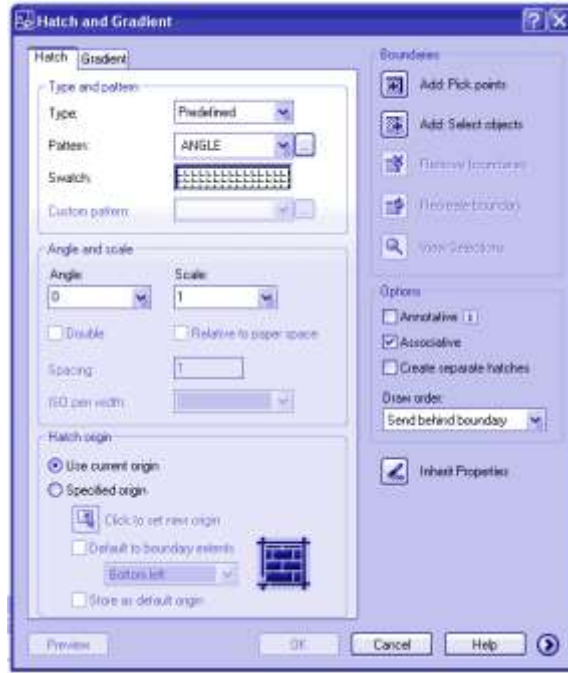 Hatch and Gradient
Hatch Gradient
Type and pattern
Type: Predefined
Pattern: ANGLE ...
Swatch:
Custom pattern: ...
Angle and scale
Angle: Scale:
0 1
Double Relative to paper space
Spacing: 1
ISO pen width:
Hatch origin
Use current origin
Specified origin
Click to set new origin
Default to boundary extents
Bottom left
Store as default origin
Boundaries
Add: Pick points
Add: Select objects
Remove boundaries
Recreate boundary
View Selections
Options
Annotative
Associative
Create separate hatches
Draw order:
Send behind boundary
Inherit Properties
Preview OK Cancel Help